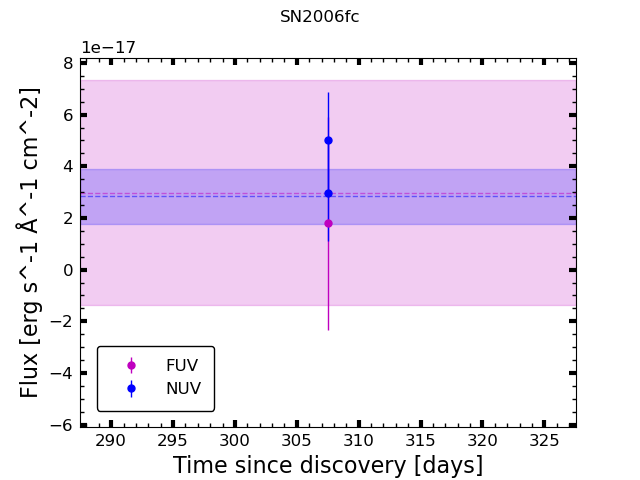 SN2006fc
1e−17
8
6
4
2
0
−2
−4
−6
Flux [erg s^-1 Å^-1 cm^-2]
FUV
NUV
290 295 300 305 310 315 320 325
Time since discovery [days]